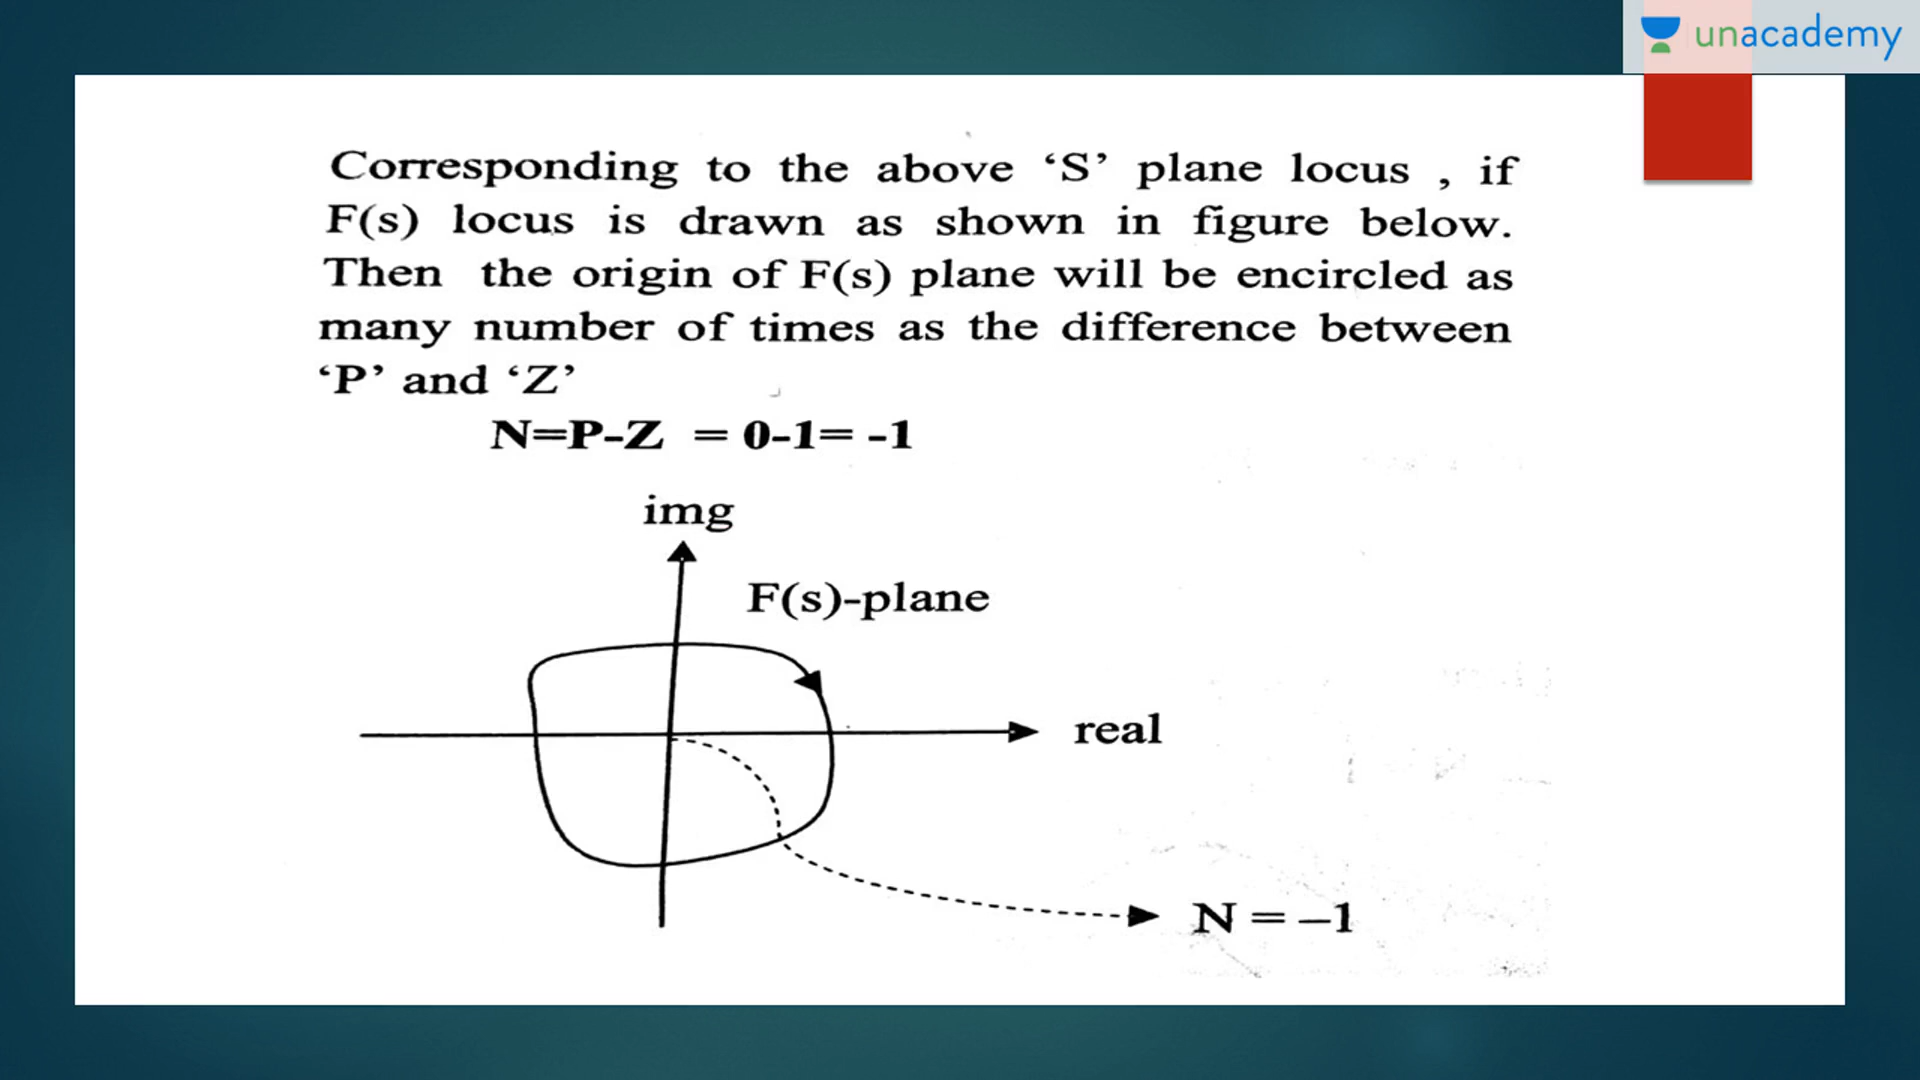 unacademy
Corresponding to the above ‘S’ plane locus , if
F(s) locus is drawn as shown in figure below.
Then the origin of F(s) plane will be encircled as
many number of times as the difference between
‘P’ and ‘Z’
N=P-Z = 0-1= -1
img
F(s)-plane
real
N = –1